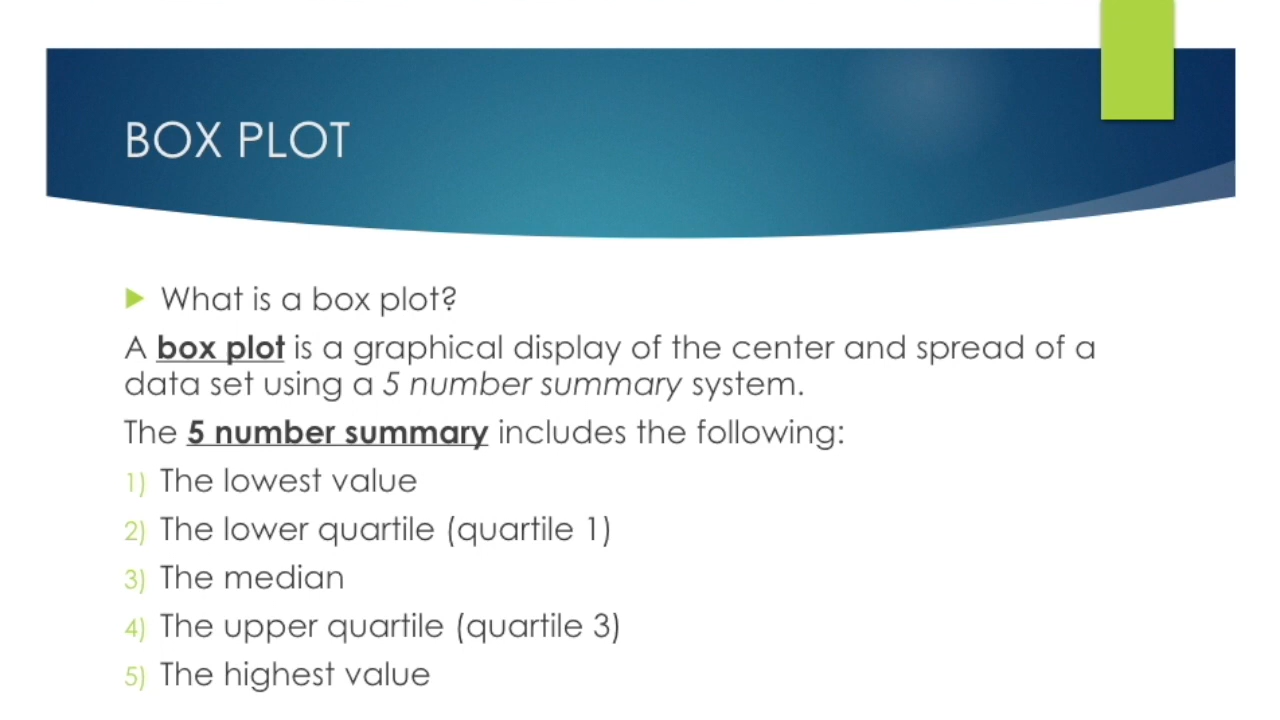 BOX PLOT
What is a box plot?
A box plot is a graphical display of the center and spread of a
data set using a 5 number summary system.
The 5 number summary includes the following:
1) The lowest value
2) The lower quartile (quartile 1)
3) The median
4) The upper quartile (quartile 3)
5) The highest value